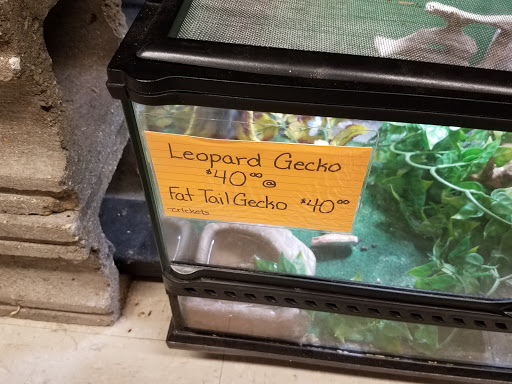 Leopard Gecko
$40.00 @
Fat Tail Gecko $40.00
crickets